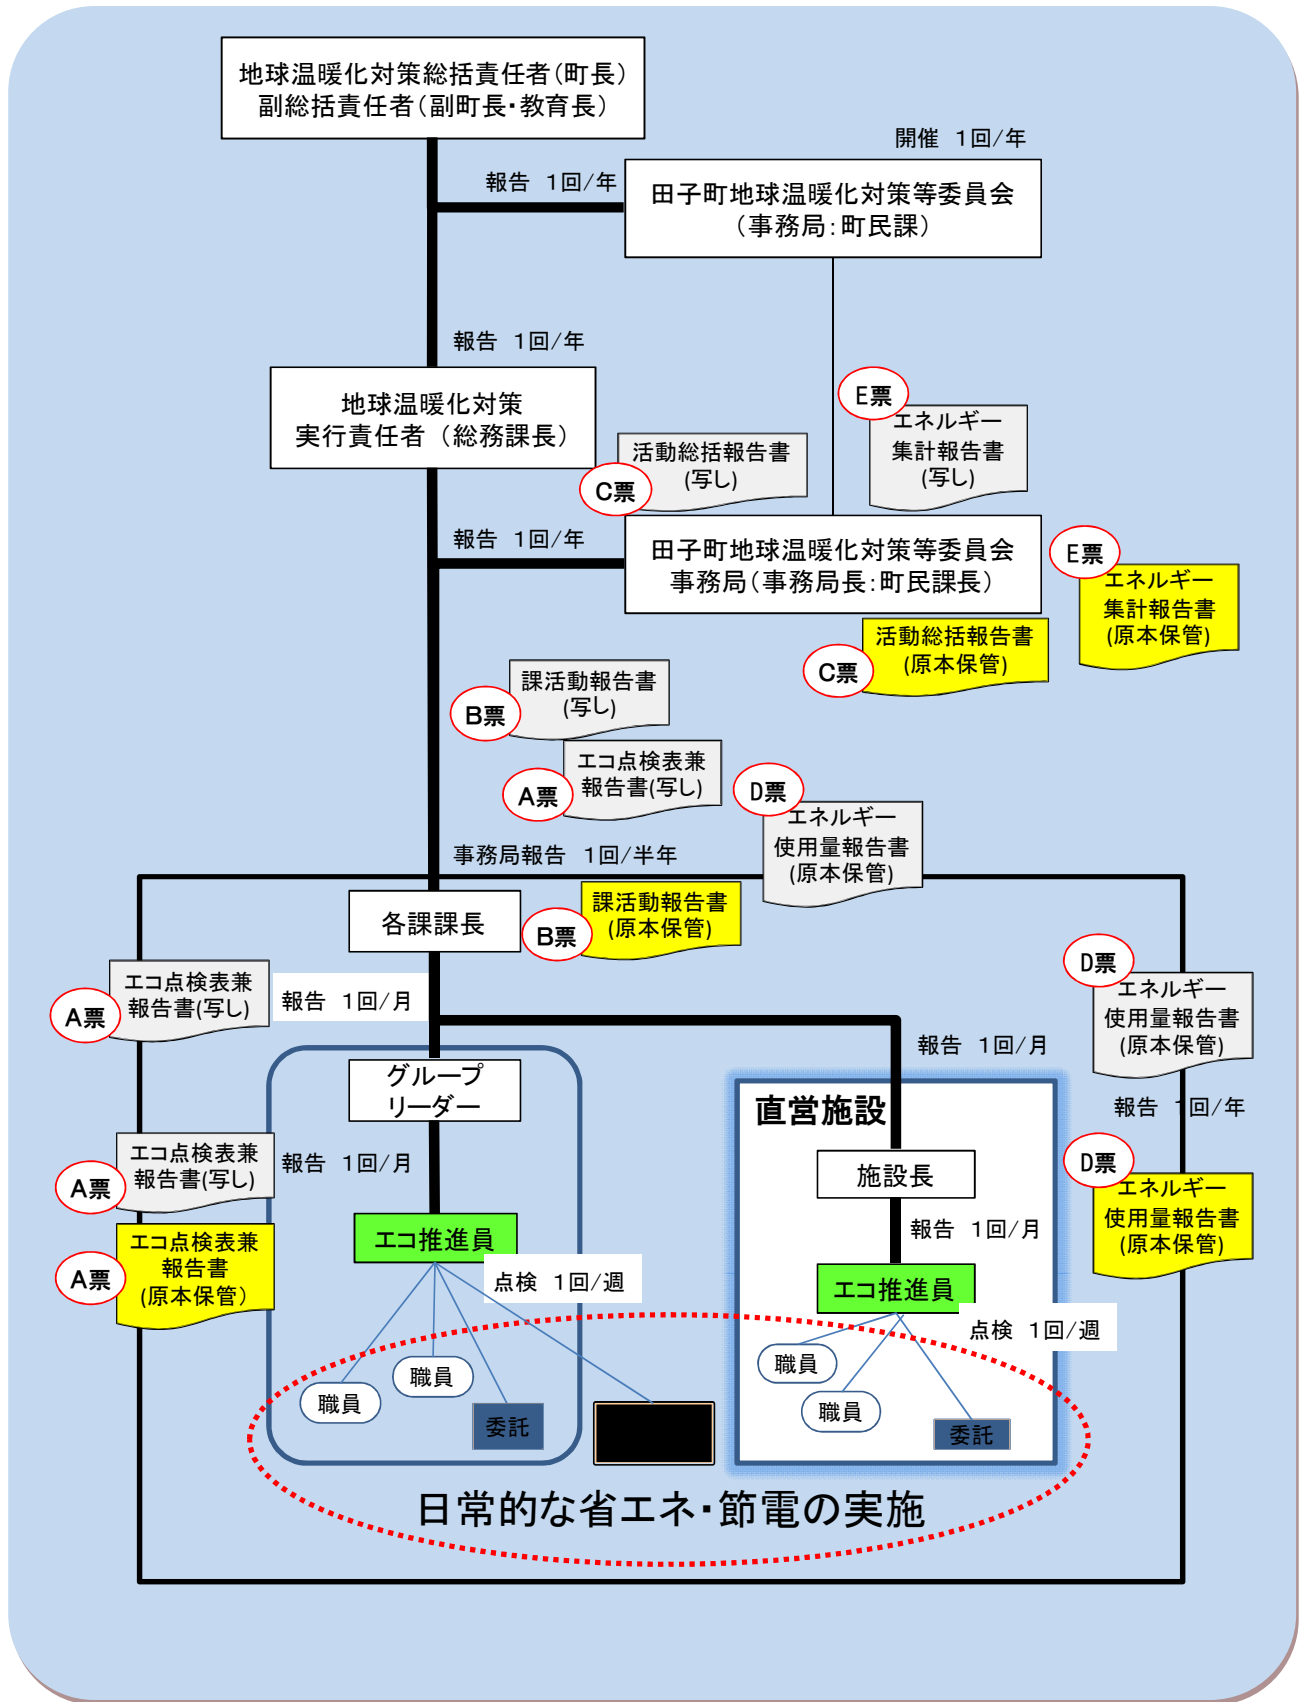 地球温暖化対策総括責任者(町長)
副総括責任者(副町長・教育長)
開催 1回/年
報告 1回/年
田子町地球温暖化対策等委員会
(事務局:町民課)
報告 1回/年
地球温暖化対策
実行責任者 (総務課長)
E票
エネルギー
集計報告書
(写し)
活動総括報告書
(写し)
C票
報告 1回/年
田子町地球温暖化対策等委員会
事務局(事務局長:町民課長)
E票
エネルギー
集計報告書
(原本保管)
活動総括報告書
(原本保管)
C票
課活動報告書
(写し)
B票
エコ点検表兼
報告書(写し)
A票
D票
エネルギー
使用量報告書
(原本保管)
事務局報告 1回/半年
各課課長
課活動報告書
(原本保管)
B票
エコ点検表兼
報告書(写し)
A票
報告 1回/月
D票
エネルギー
使用量報告書
(原本保管)
報告 1回/月
グループ
リーダー
直営施設
報告 1回/年
エコ点検表兼
報告書(写し)
A票
報告 1回/月
施設長
D票
エネルギー
使用量報告書
(原本保管)
エコ点検表兼
報告書
(原本保管)
A票
エコ推進員
報告 1回/月
点検 1回/週
エコ推進員
点検 1回/週
職員
職員
委託
職員
職員
委託
日常的な省エネ・節電の実施